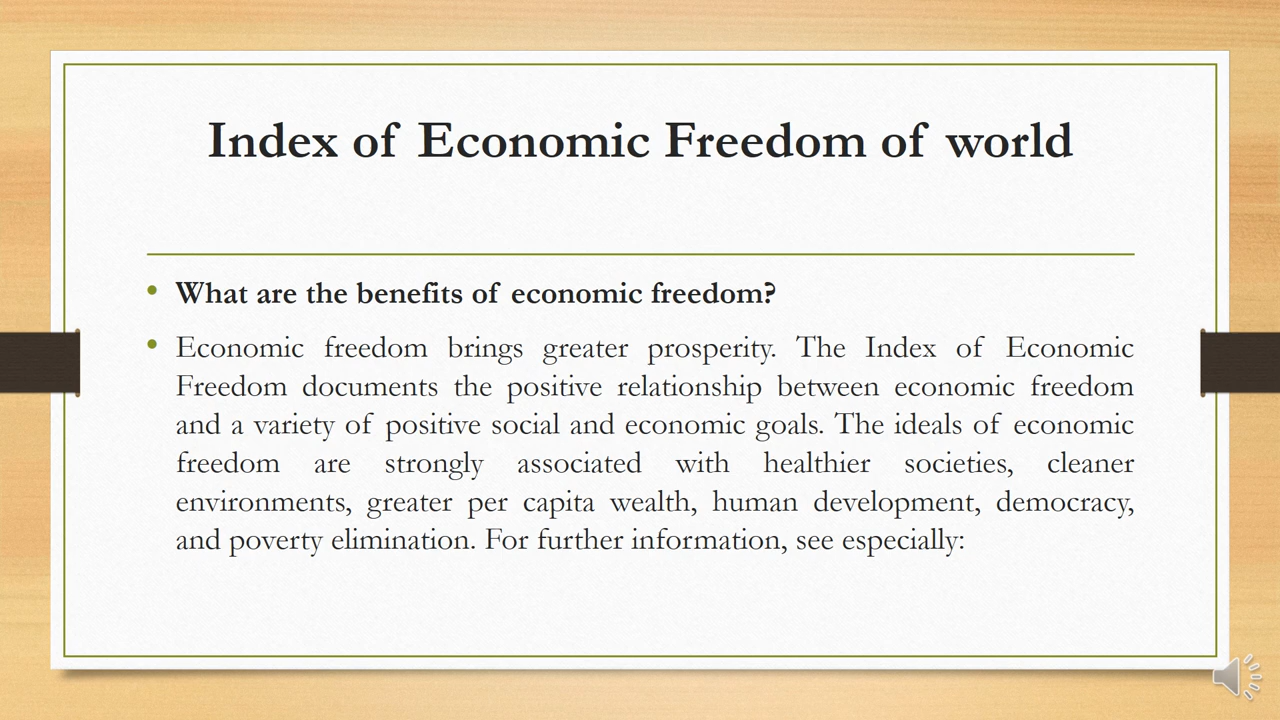 Index of Economic Freedom of world
• What are the benefits of economic freedom?
• Economic freedom brings greater prosperity. The Index of Economic
Freedom documents the positive relationship between economic freedom
and a variety of positive social and economic goals. The ideals of economic
freedom are strongly associated with healthier societies, cleaner
environments, greater per capita wealth, human development, democracy,
and poverty elimination. For further information, see especially: